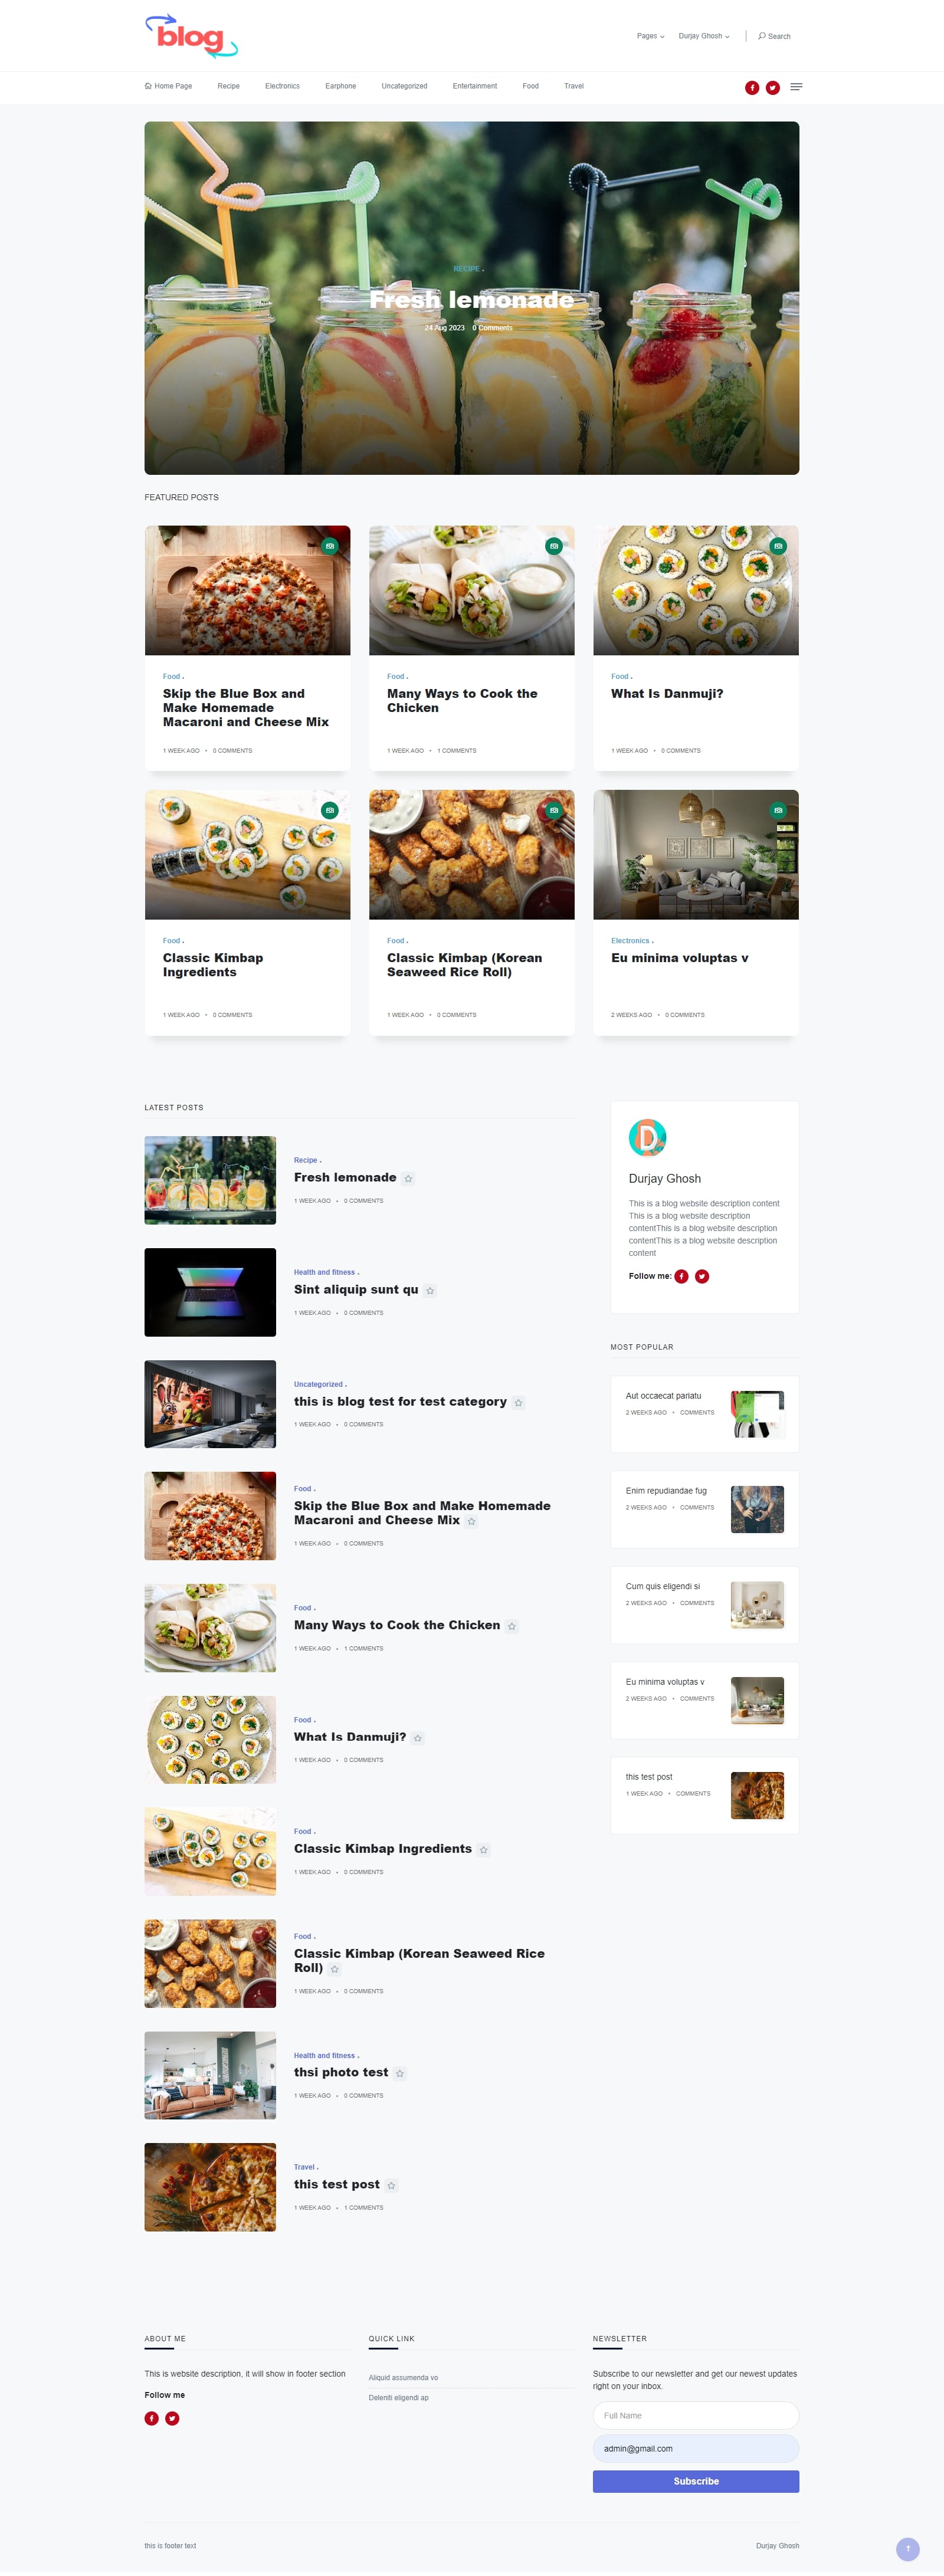 blog
Pages
Durjay Ghosh
Search
Home Page
Recipe
Electronics
Earphone
Uncategorized
Entertainment
Food
Travel
RECIPE .
Fresh lemonade
24 Aug 2023 0 Comments
FEATURED POSTS
Food .
Skip the Blue Box and
Make Homemade
Macaroni and Cheese Mix
1 WEEK AGO • 0 COMMENTS
Food .
Many Ways to Cook the
Chicken
1 WEEK AGO • 1 COMMENTS
Food .
What Is Danmuji?
1 WEEK AGO • 0 COMMENTS
Food .
Classic Kimbap
Ingredients
1 WEEK AGO • 0 COMMENTS
Food .
Classic Kimbap (Korean
Seaweed Rice Roll)
1 WEEK AGO • 0 COMMENTS
Electronics .
Eu minima voluptas v
2 WEEKS AGO • 0 COMMENTS
LATEST POSTS
Recipe .
Fresh lemonade
1 WEEK AGO • 0 COMMENTS
Health and fitness .
Sint aliquip sunt qu
1 WEEK AGO • 0 COMMENTS
Uncategorized .
this is blog test for test category
1 WEEK AGO • 0 COMMENTS
Food .
Skip the Blue Box and Make Homemade
Macaroni and Cheese Mix
1 WEEK AGO • 0 COMMENTS
Food .
Many Ways to Cook the Chicken
1 WEEK AGO • 1 COMMENTS
Food .
What Is Danmuji?
1 WEEK AGO • 0 COMMENTS
Food .
Classic Kimbap Ingredients
1 WEEK AGO • 0 COMMENTS
Food .
Classic Kimbap (Korean Seaweed Rice
Roll)
1 WEEK AGO • 0 COMMENTS
Health and fitness .
thsi photo test
1 WEEK AGO • 0 COMMENTS
Travel .
this test post
1 WEEK AGO • 1 COMMENTS
D
Durjay Ghosh
This is a blog website description content
This is a blog website description
contentThis is a blog website description
contentThis is a blog website description
content
Follow me:
MOST POPULAR
Aut occaecat pariatu
2 WEEKS AGO • COMMENTS
Enim repudiandae fug
2 WEEKS AGO • COMMENTS
Cum quis eligendi si
2 WEEKS AGO • COMMENTS
Eu minima voluptas v
2 WEEKS AGO • COMMENTS
this test post
1 WEEK AGO • COMMENTS
ABOUT ME
This is website description, it will show in footer section
Follow me
QUICK LINK
Aliquid assumenda vo
Deleniti eligendi ap
NEWSLETTER
Subscribe to our newsletter and get our newest updates
right on your inbox.
Full Name
admin@gmail.com
Subscribe
this is footer text
Durjay Ghosh